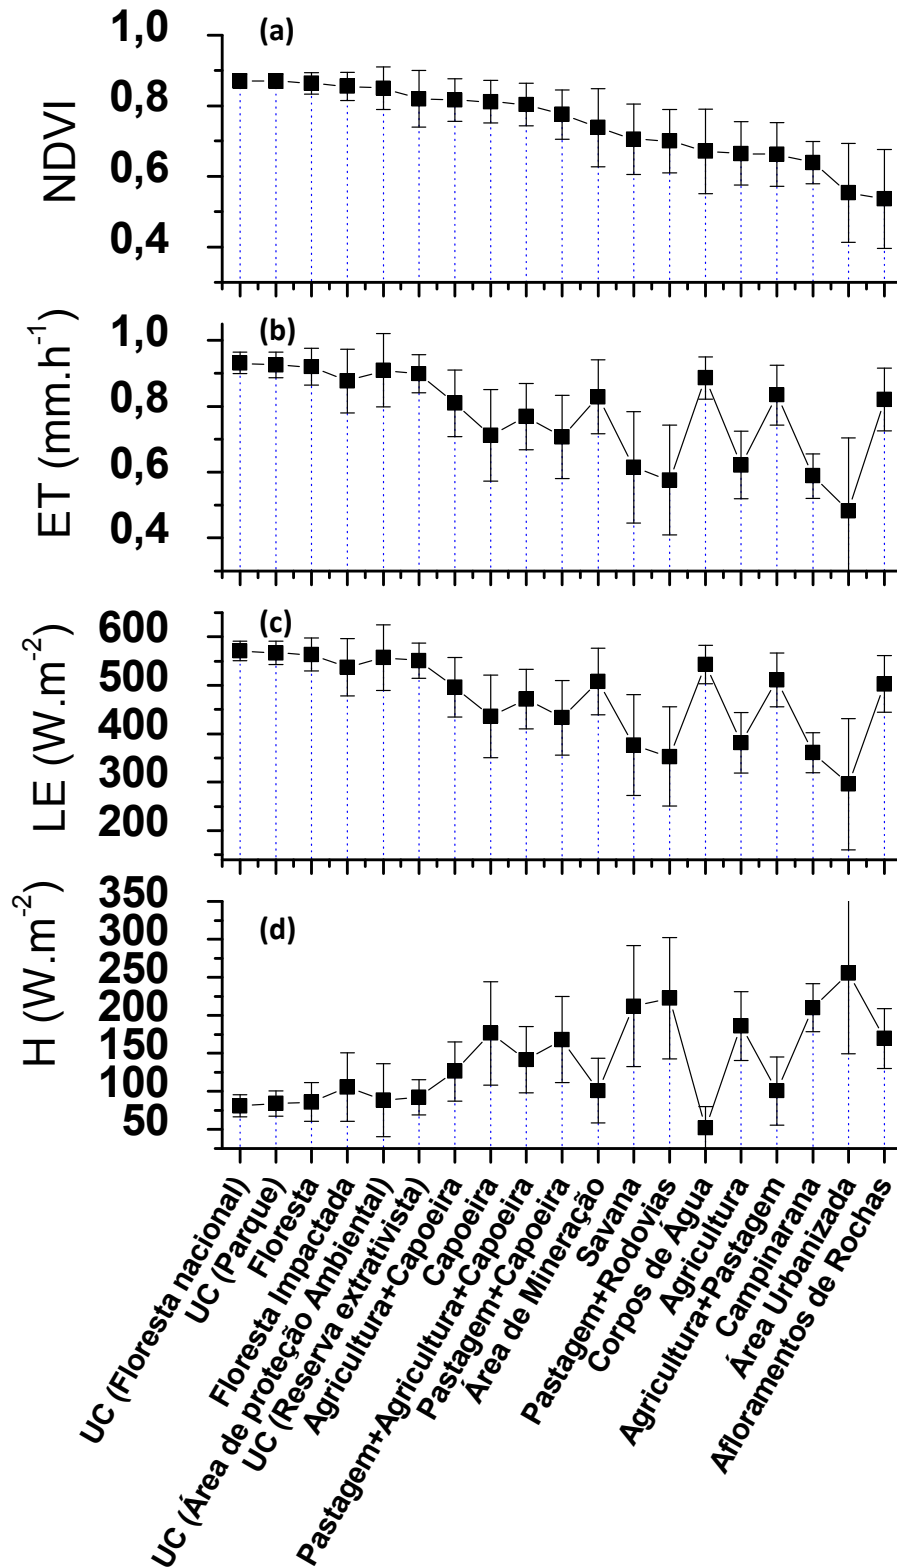 (a)
NDVI
1,0
0,8
0,6
0,4
(b)
ET (mm.h-1)
1,0
0,8
0,6
0,4
(c)
LE (W.m-2)
600
500
400
300
200
(d)
H (W.m-2)
350
300
250
200
150
100
50
UC (Floresta nacional)
UC (Parque)
Floresta
Floresta Impactada
UC (Área de proteção Ambiental)
UC (Reserva extrativista)
Agricultura+Capoeira
Capoeira
Pastagem+Agricultura+Capoeira
Pastagem+Capoeira
Área de Mineração
Savana
Pastagem+Rodovias
Corpos de Água
Agricultura
Agricultura+Pastagem
Campinarana
Área Urbanizada
Afloramentos de Rochas